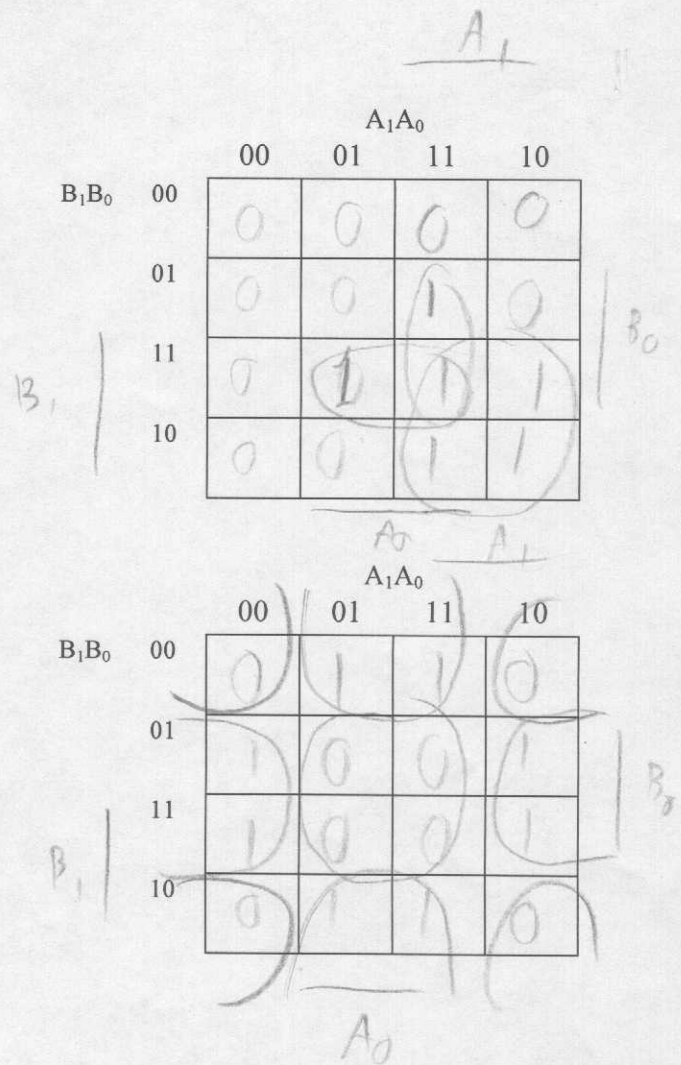 A₁
A₁A₀
00 01 11 10
B₁B₀ 00 0 0 0 0
01 0 0 1 0
B₀
11 0 1 1 1
B₁
10 0 0 1 1
A₀ A₁
A₁A₀
00 01 11 10
B₁B₀ 00 0 1 1 0
01 1 0 0 1
B₀
11 1 0 0 1
B₁
10 0 1 1 0
A₀